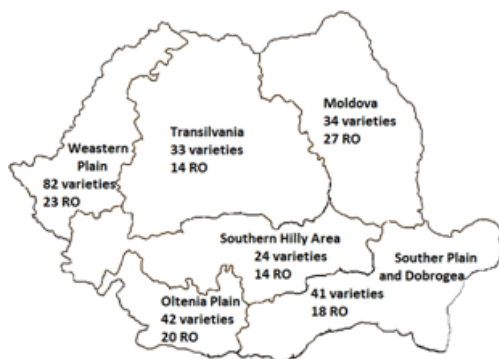 Moldova
34 varieties
27 RO
Transilvania
33 varieties
14 RO
Weastern
Plain
82 varieties
23 RO
Southern Hilly Area
24 varieties
14 RO
Souther Plain
and Dobrogea
41 varieties
18 RO
Oltenia Plain
42 varieties
20 RO